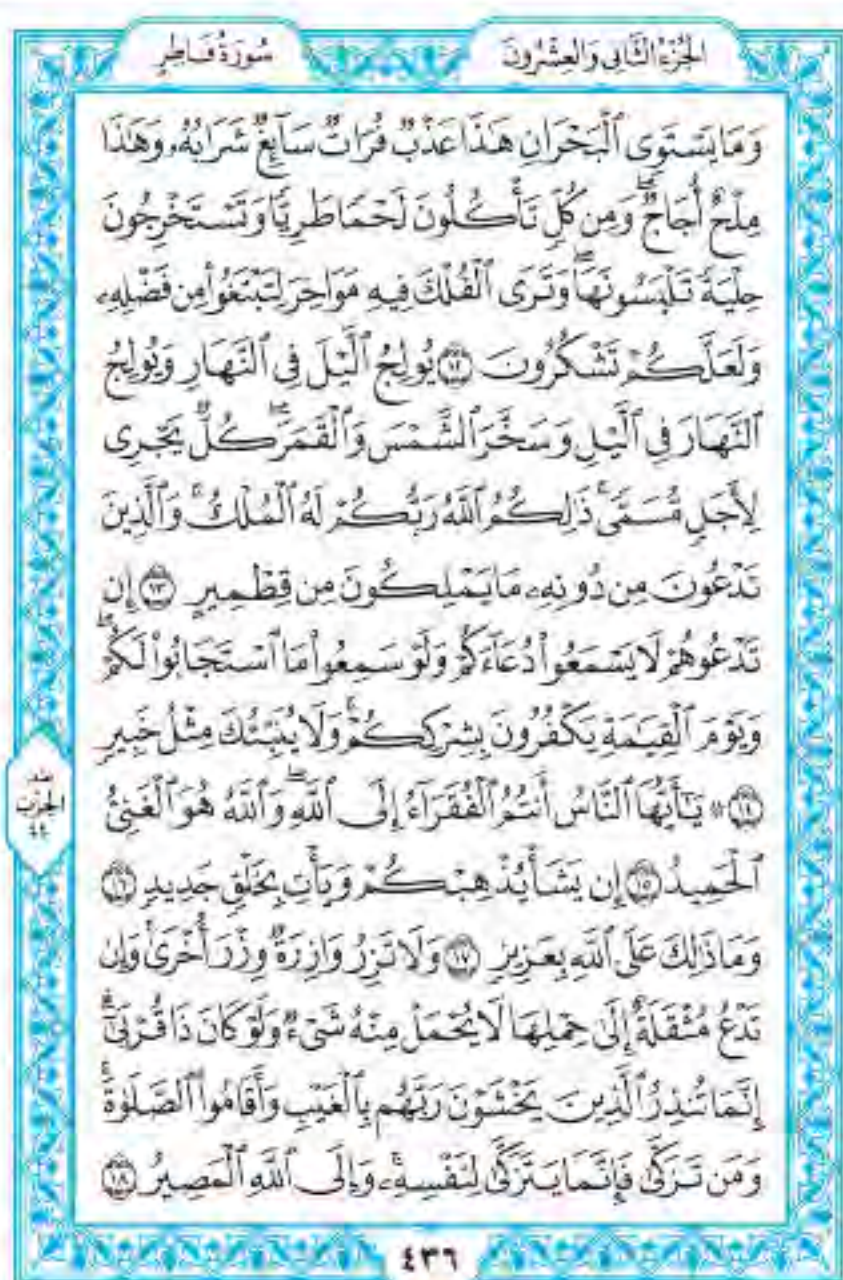 سُورَةُ فَاطِرٍ
الجُزْءُ الثَّانِي وَالعِشْرُونَ
وَمَا يَسْتَوِى ٱلْبَحْرَانِ هَٰذَا عَذْبٌ فُرَاتٌ سَآئِغٌ شَرَابُهُۥ وَهَٰذَا
مِلْحٌ أُجَاجٌ ۖ وَمِن كُلٍّ تَأْكُلُونَ لَحْمًا طَرِيًّا وَتَسْتَخْرِجُونَ
حِلْيَةً تَلْبَسُونَهَا ۖ وَتَرَى ٱلْفُلْكَ فِيهِ مَوَاخِرَ لِتَبْتَغُوا۟ مِن فَضْلِهِۦ
وَلَعَلَّكُمْ تَشْكُرُونَ ١٢ يُولِجُ ٱلَّيْلَ فِى ٱلنَّهَارِ وَيُولِجُ
ٱلنَّهَارَ فِى ٱلَّيْلِ وَسَخَّرَ ٱلشَّمْسَ وَٱلْقَمَرَ ۖ كُلٌّ يَجْرِى
لِأَجَلٍ مُّسَمًّى ۚ ذَٰلِكُمُ ٱللَّهُ رَبُّكُمْ لَهُ ٱلْمُلْكُ ۚ وَٱلَّذِينَ
تَدْعُونَ مِن دُونِهِۦ مَا يَمْلِكُونَ مِن قِطْمِيرٍ ١٣ إِن
تَدْعُوهُمْ لَا يَسْمَعُوا۟ دُعَآءَكُمْ وَلَوْ سَمِعُوا۟ مَا ٱسْتَجَابُوا۟ لَكُمْ ۖ
وَيَوْمَ ٱلْقِيَٰمَةِ يَكْفُرُونَ بِشِرْكِكُمْ ۚ وَلَا يُنَبِّئُكَ مِثْلُ خَبِيرٍ
١٤ ۞ يَٰٓأَيُّهَا ٱلنَّاسُ أَنتُمُ ٱلْفُقَرَآءُ إِلَى ٱللَّهِ ۖ وَٱللَّهُ هُوَ ٱلْغَنِىُّ
ٱلْحَمِيدُ ١٥ إِن يَشَأْ يُذْهِبْكُمْ وَيَأْتِ بِخَلْقٍ جَدِيدٍ ١٦
وَمَا ذَٰلِكَ عَلَى ٱللَّهِ بِعَزِيزٍ ١٧ وَلَا تَزِرُ وَازِرَةٌ وِزْرَ أُخْرَىٰ ۚ وَإِن
تَدْعُ مُثْقَلَةٌ إِلَىٰ حِمْلِهَا لَا يُحْمَلْ مِنْهُ شَىْءٌ وَلَوْ كَانَ ذَا قُرْبَىٰٓ ۗ
إِنَّمَا تُنذِرُ ٱلَّذِينَ يَخْشَوْنَ رَبَّهُم بِٱلْغَيْبِ وَأَقَامُوا۟ ٱلصَّلَوٰةَ ۚ
وَمَن تَزَكَّىٰ فَإِنَّمَا يَتَزَكَّىٰ لِنَفْسِهِۦ ۚ وَإِلَى ٱللَّهِ ٱلْمَصِيرُ ١٨
الحزب
٤٤
٤٣٦